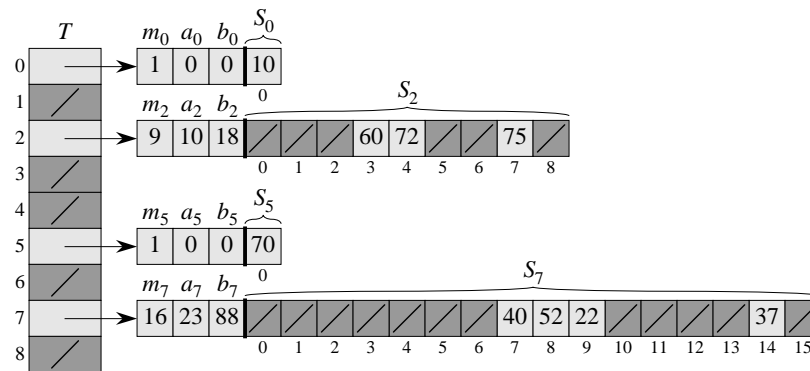 T m₀ a₀ b₀ S₀
0 1 0 0 10
0
1 m₂ a₂ b₂ S₂
2 9 10 18 60 72 75
0 1 2 3 4 5 6 7 8
3
4 m₅ a₅ b₅ S₅
5 1 0 0 70
0
6 m₇ a₇ b₇ S₇
7 16 23 88 40 52 22 37
0 1 2 3 4 5 6 7 8 9 10 11 12 13 14 15
8